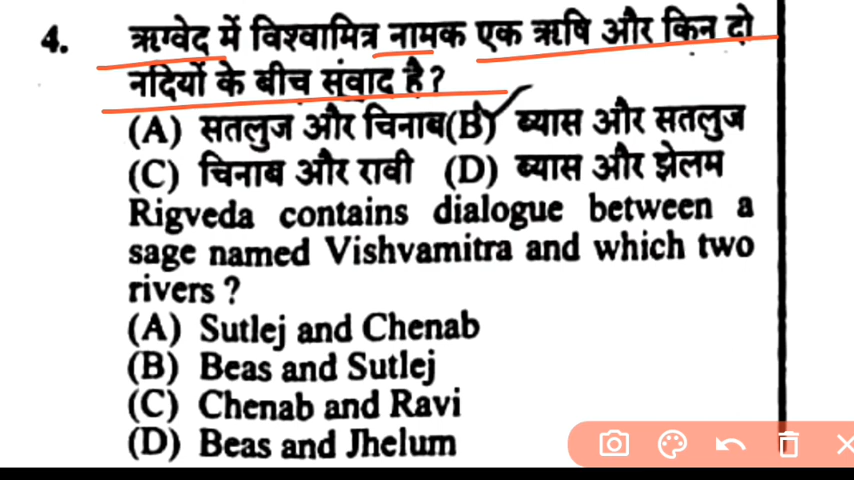 4. ऋग्वेद में विश्वामित्र नामक एक ऋषि और किन दो
नदियों के बीच संवाद है?
(A) सतलुज और चिनाब (B) ब्यास और सतलुज
(C) चिनाब और रावी (D) ब्यास और झेलम
Rigveda contains dialogue between a
sage named Vishvamitra and which two
rivers ?
(A) Sutlej and Chenab
(B) Beas and Sutlej
(C) Chenab and Ravi
(D) Beas and Jhelum